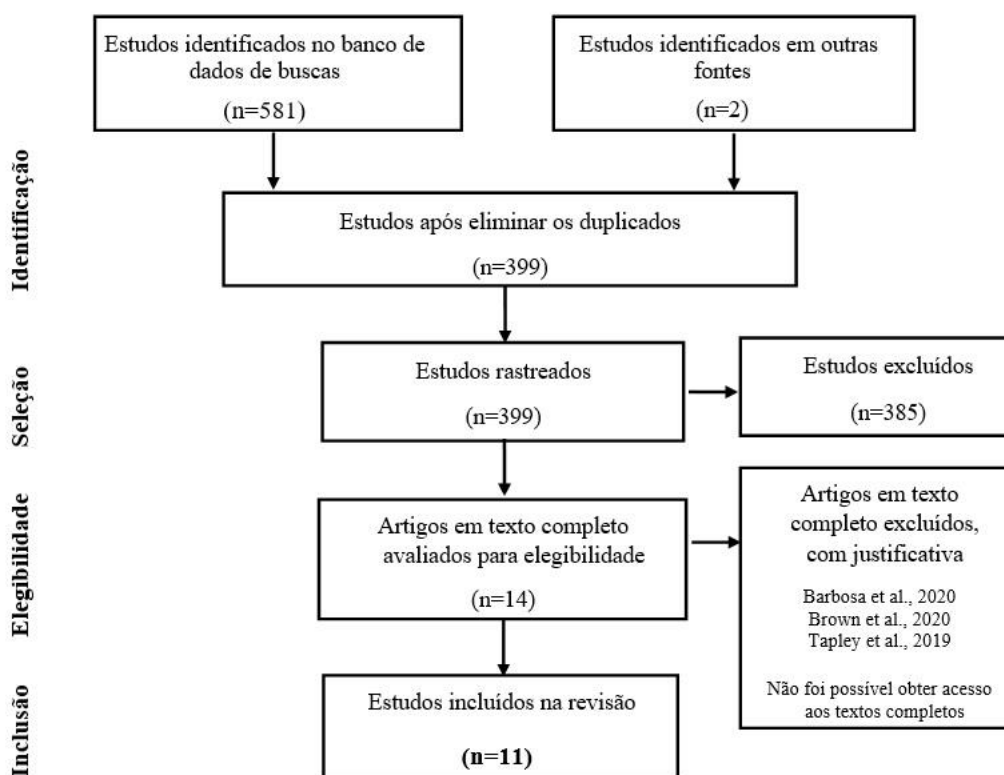 Estudos identificados no banco de
dados de buscas
(n=581)
Estudos identificados em outras
fontes
(n=2)
Identificação
Estudos após eliminar os duplicados
(n=399)
Seleção
Estudos rastreados
(n=399)
Estudos excluídos
(n=385)
Elegibilidade
Artigos em texto completo
avaliados para elegibilidade
(n=14)
Artigos em texto
completo excluídos,
com justificativa
Barbosa et al., 2020
Brown et al., 2020
Tapley et al., 2019
Não foi possível obter acesso
aos textos completos
Inclusão
Estudos incluídos na revisão
(n=11)